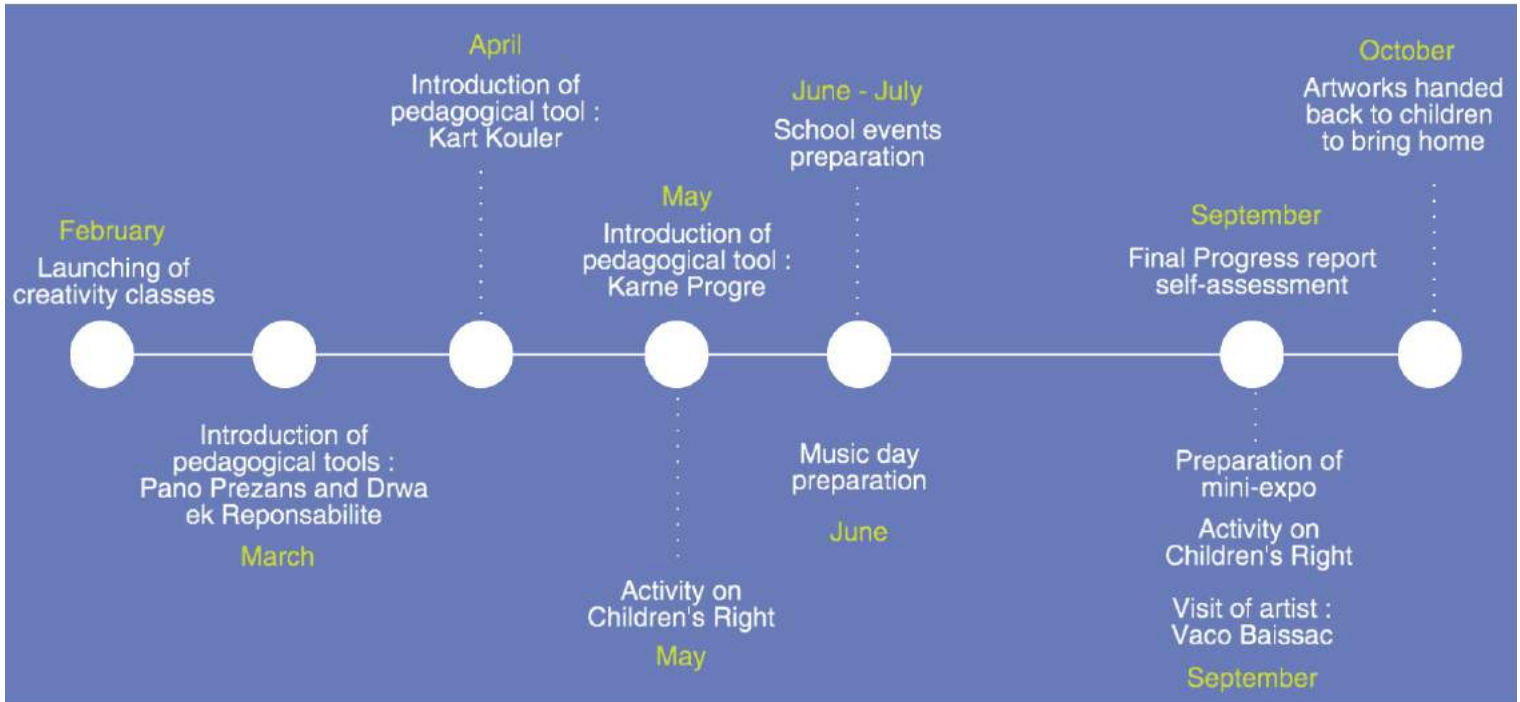 February
Launching of
creativity classes
Introduction of
pedagogical tools :
Pano Prezans and Drwa
ek Reponsabilite
March
April
Introduction of
pedagogical tool :
Kart Kouler
May
Introduction of
pedagogical tool :
Karne Progre
Activity on
Children's Right
May
June - July
School events
preparation
Music day
preparation
June
September
Final Progress report
self-assessment
Preparation of
mini-expo
Activity on
Children's Right
Visit of artist :
Vaco Baissac
September
October
Artworks handed
back to children
to bring home